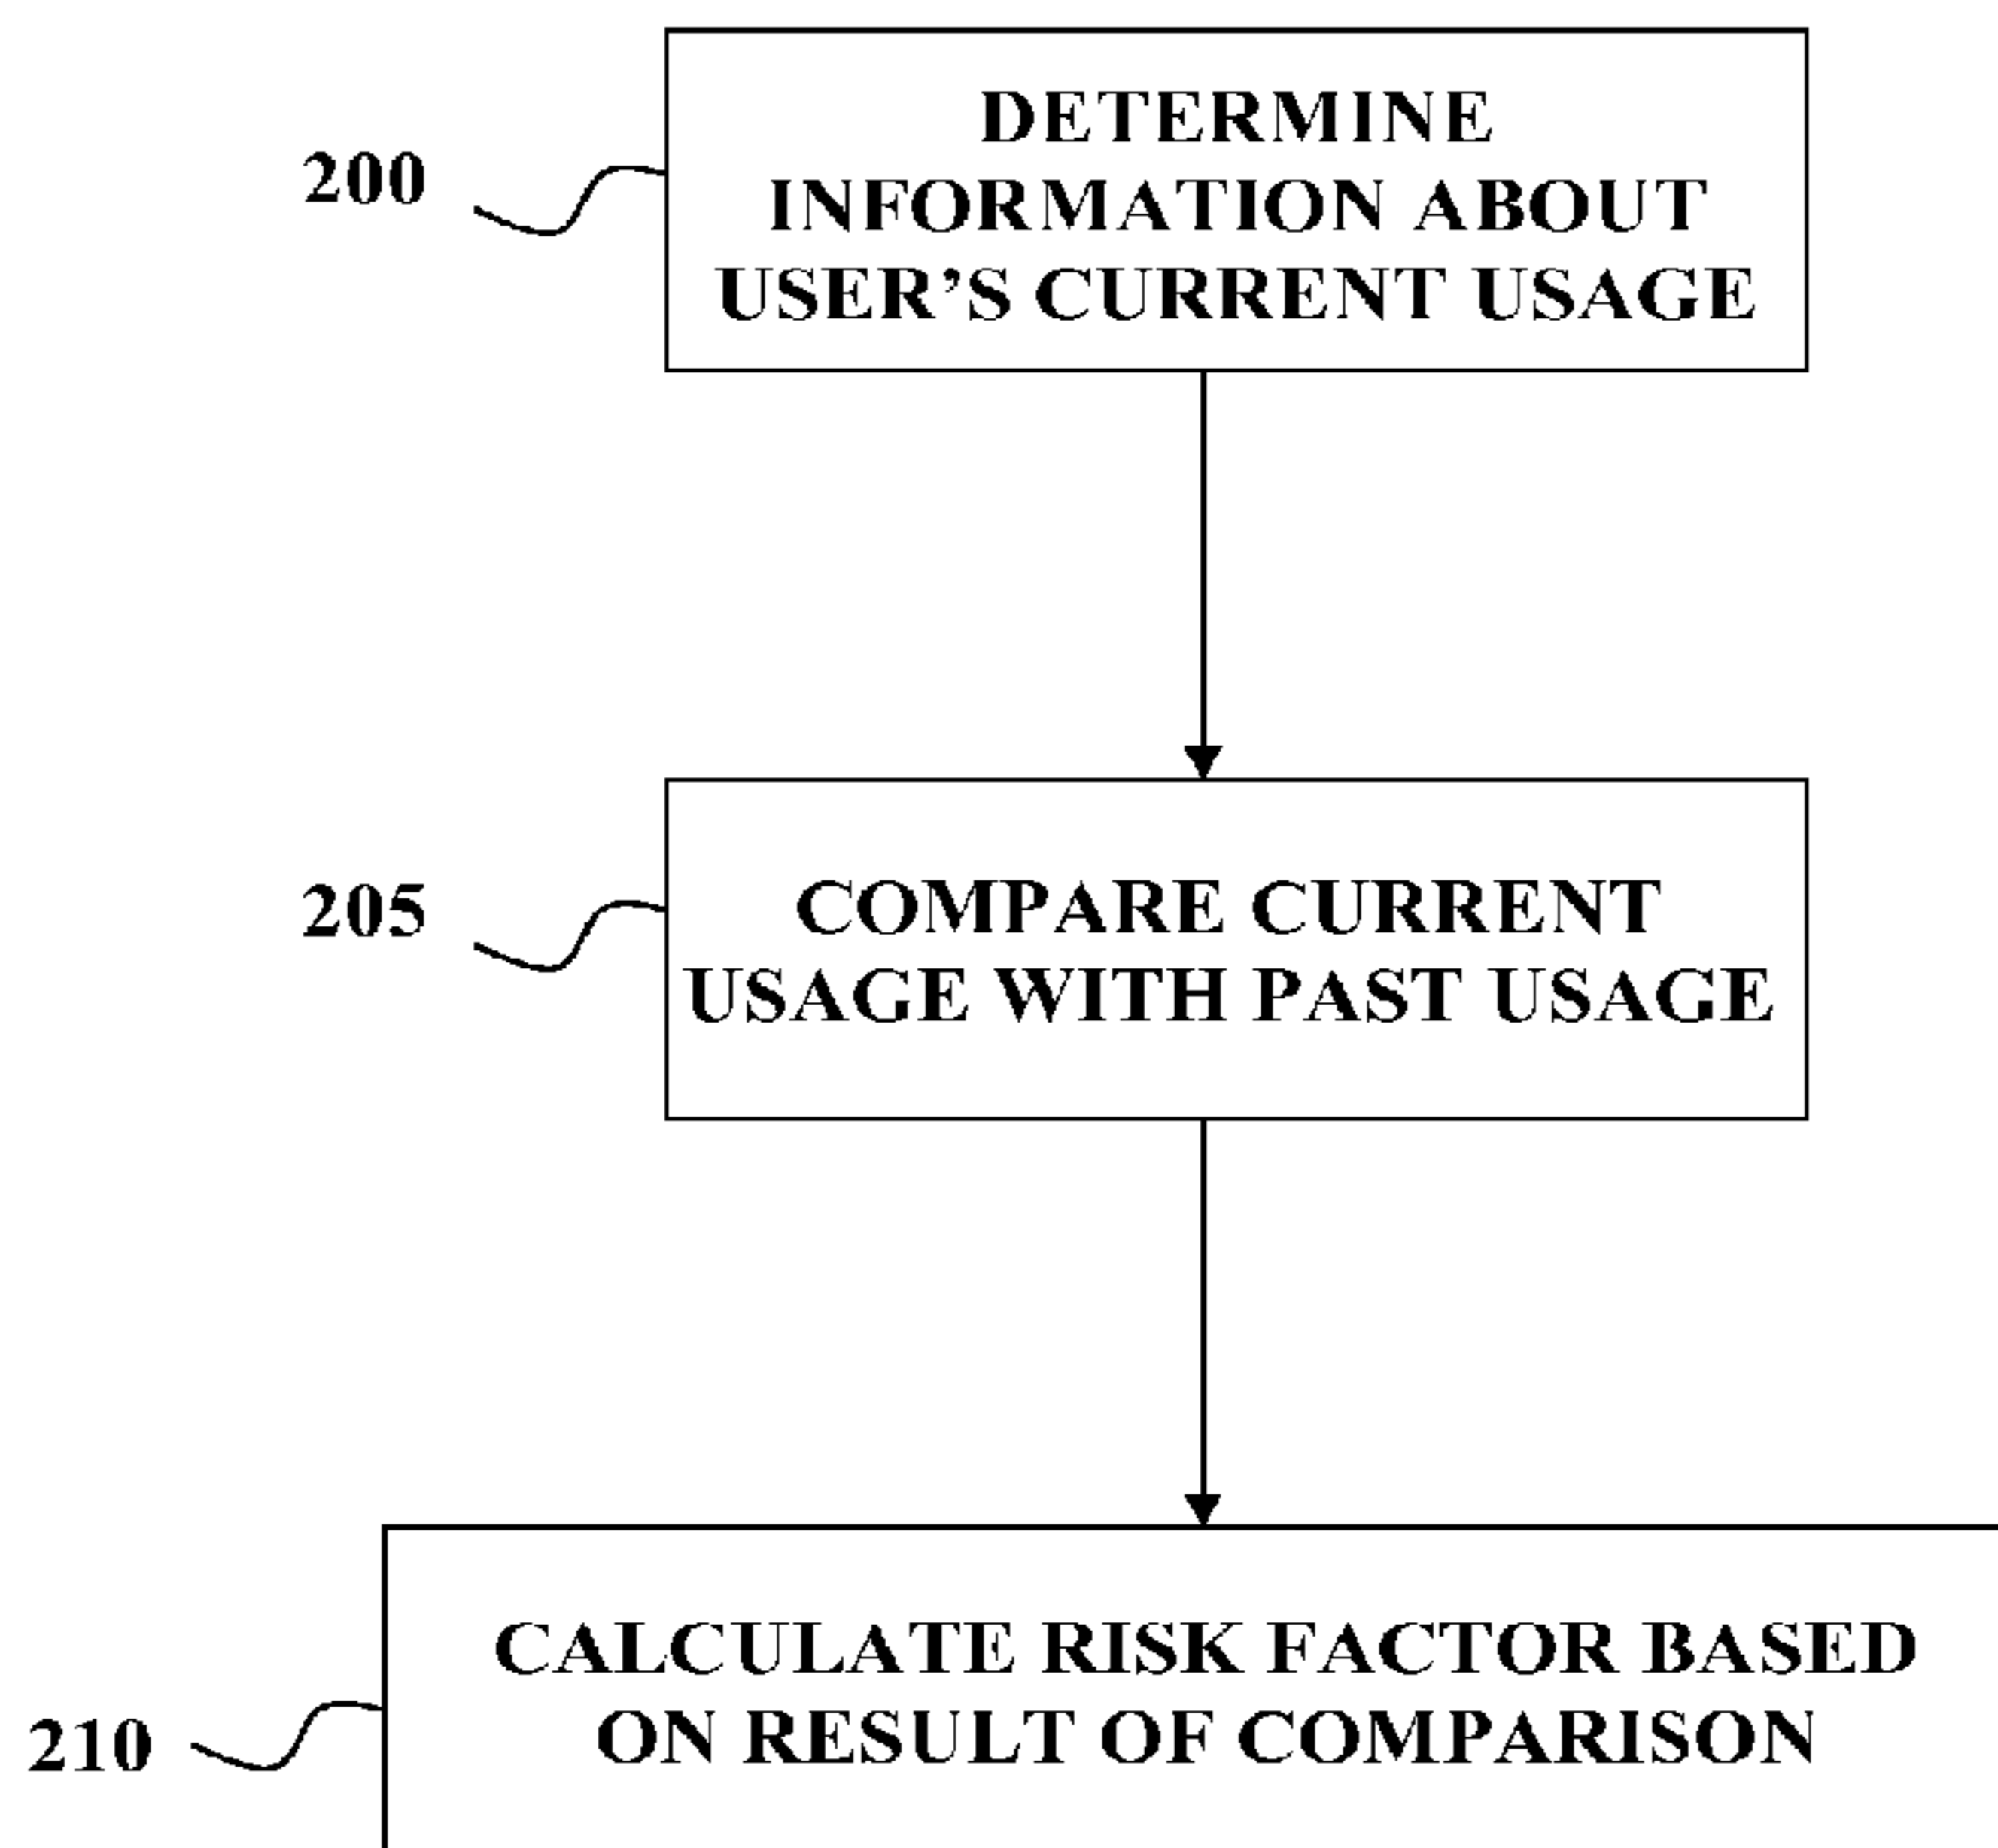 200
DETERMINE
INFORMATION ABOUT
USER’S CURRENT USAGE
205
COMPARE CURRENT
USAGE WITH PAST USAGE
210
CALCULATE RISK FACTOR BASED
ON RESULT OF COMPARISON